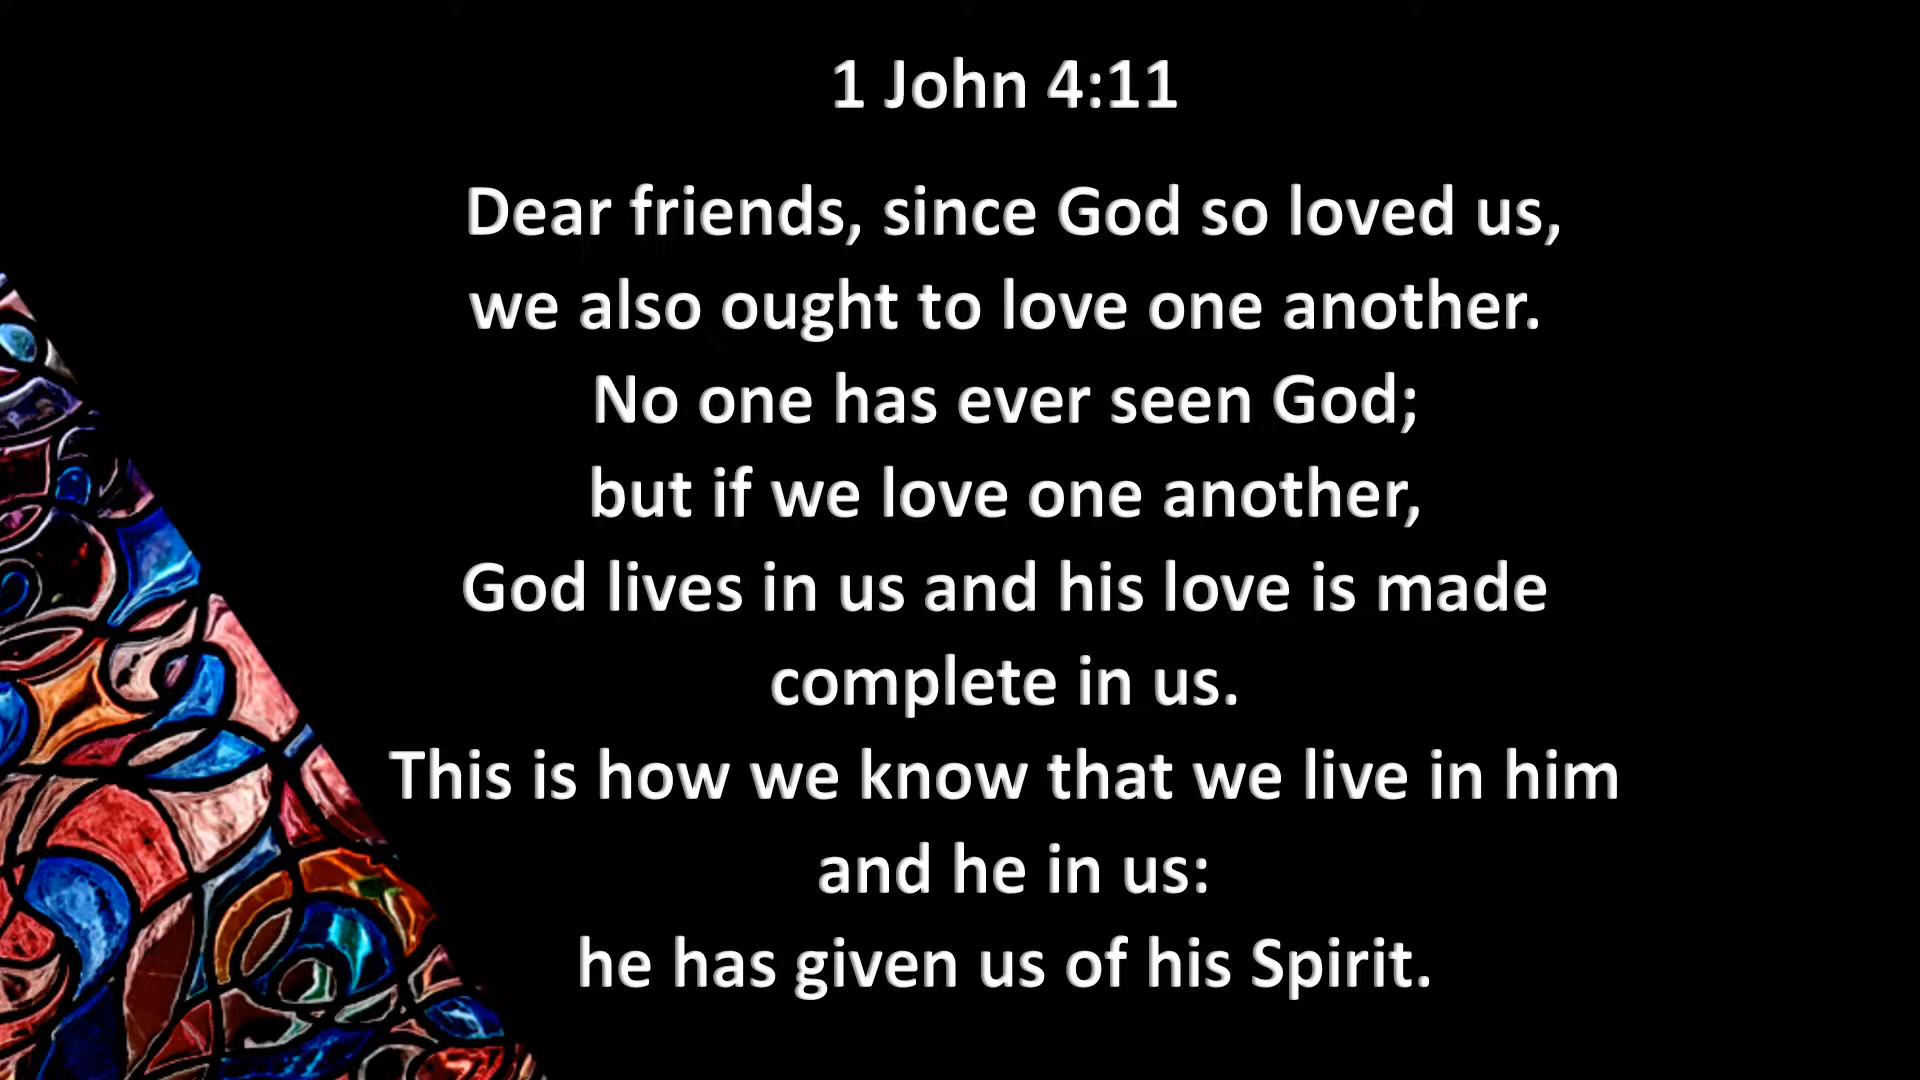 1 John 4:11
Dear friends, since God so loved us,
we also ought to love one another.
No one has ever seen God;
but if we love one another,
God lives in us and his love is made
complete in us.
This is how we know that we live in him
and he in us:
he has given us of his Spirit.